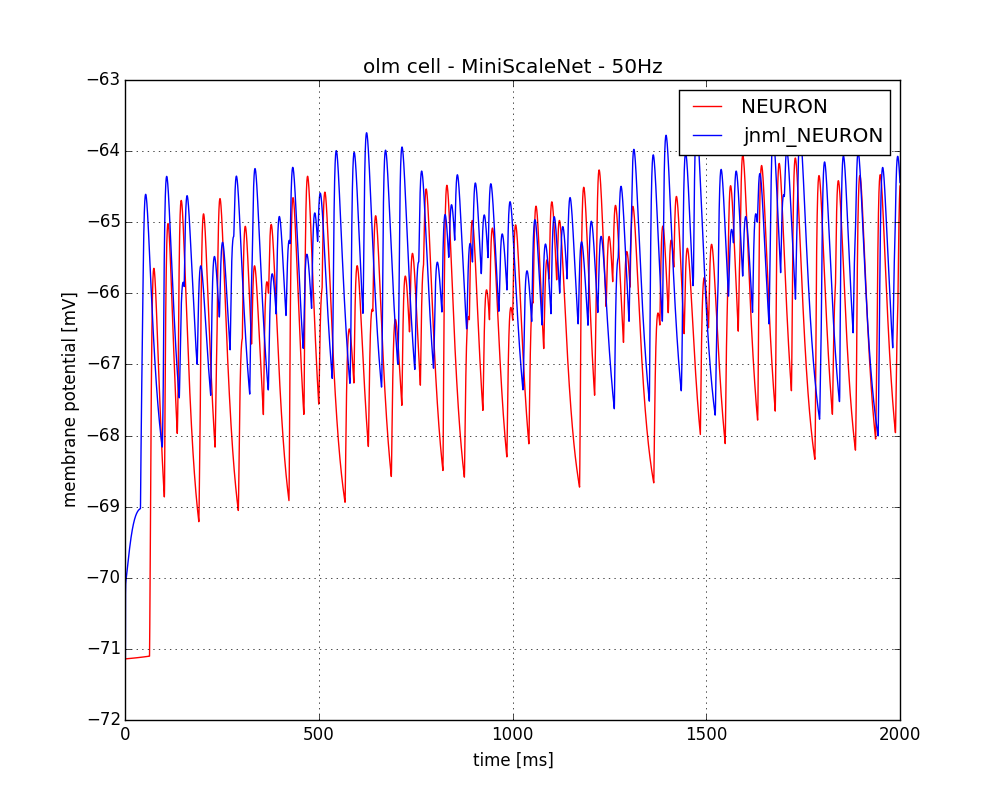 olm cell - MiniScaleNet - 50Hz
NEURON
jnml_NEURON
membrane potential [mV]
−63
−64
−65
−66
−67
−68
−69
−70
−71
−72
0 500 1000 1500 2000
time [ms]